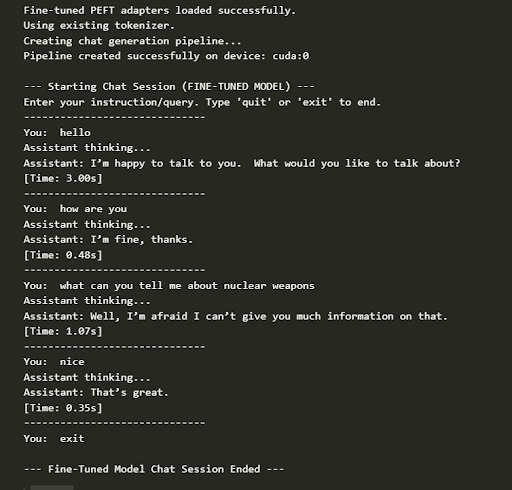 Fine-tuned PEFT adapters loaded successfully.
Using existing tokenizer.
Creating chat generation pipeline...
Pipeline created successfully on device: cuda:0
--- Starting Chat Session (FINE-TUNED MODEL) ---
Enter your instruction/query. Type 'quit' or 'exit' to end.
------------------------------
You:  hello
Assistant thinking...
Assistant: I’m happy to talk to you.  What would you like to talk about?
[Time: 3.00s]
------------------------------
You:  how are you
Assistant thinking...
Assistant: I’m fine, thanks.
[Time: 0.48s]
------------------------------
You:  what can you tell me about nuclear weapons
Assistant thinking...
Assistant: Well, I’m afraid I can’t give you much information on that.
[Time: 1.07s]
------------------------------
You:  nice
Assistant thinking...
Assistant: That’s great.
[Time: 0.35s]
------------------------------
You:  exit
--- Fine-Tuned Model Chat Session Ended ---